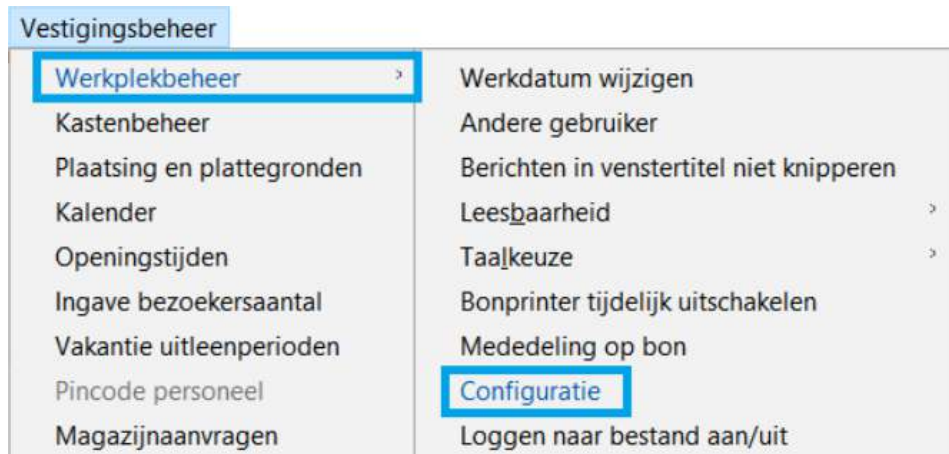 Vestigingsbeheer
Werkplekbeheer
Kastenbeheer
Plaatsing en plattegronden
Kalender
Openingstijden
Ingave bezoekersaantal
Vakantie uitleenperioden
Pincode personeel
Magazijnaanvragen
Werkdatum wijzigen
Andere gebruiker
Berichten in venstertitel niet knipperen
Leesbaarheid
Taalkeuze
Bonprinter tijdelijk uitschakelen
Mededeling op bon
Configuratie
Loggen naar bestand aan/uit